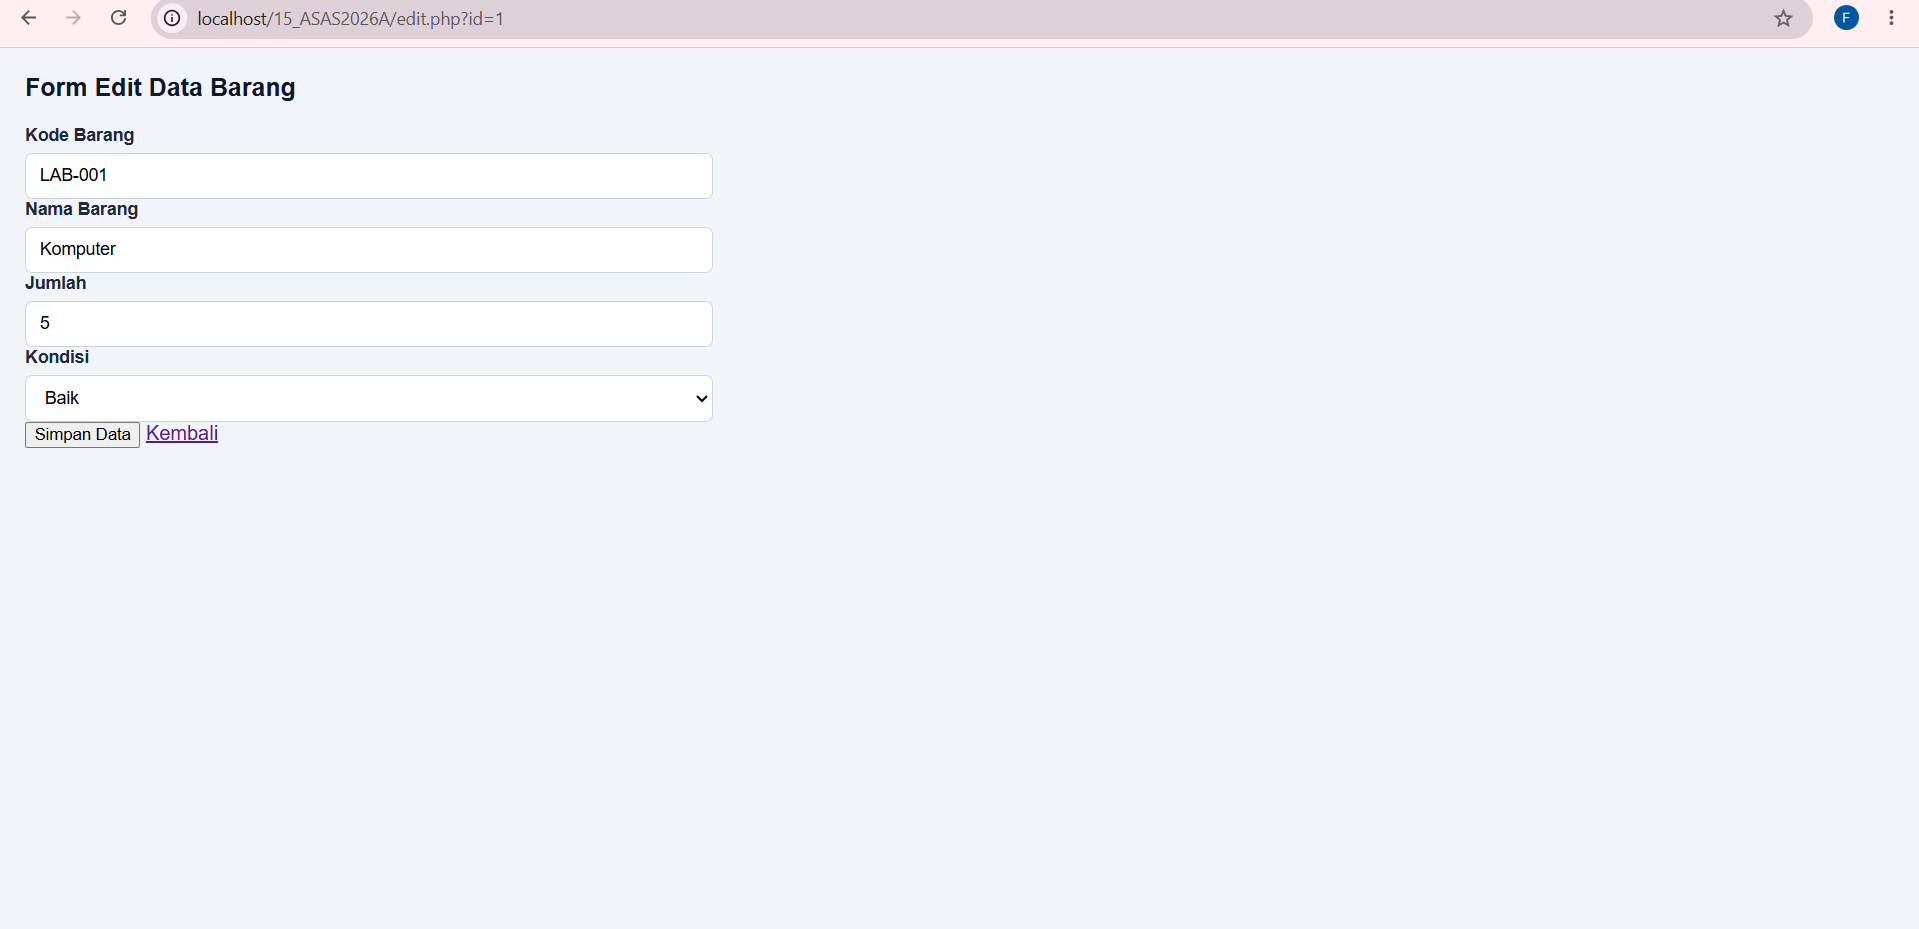 localhost/15_ASAS2026A/edit.php?id=1
F
Form Edit Data Barang
Kode Barang
LAB-001
Nama Barang
Komputer
Jumlah
5
Kondisi
Baik
Simpan Data Kembali